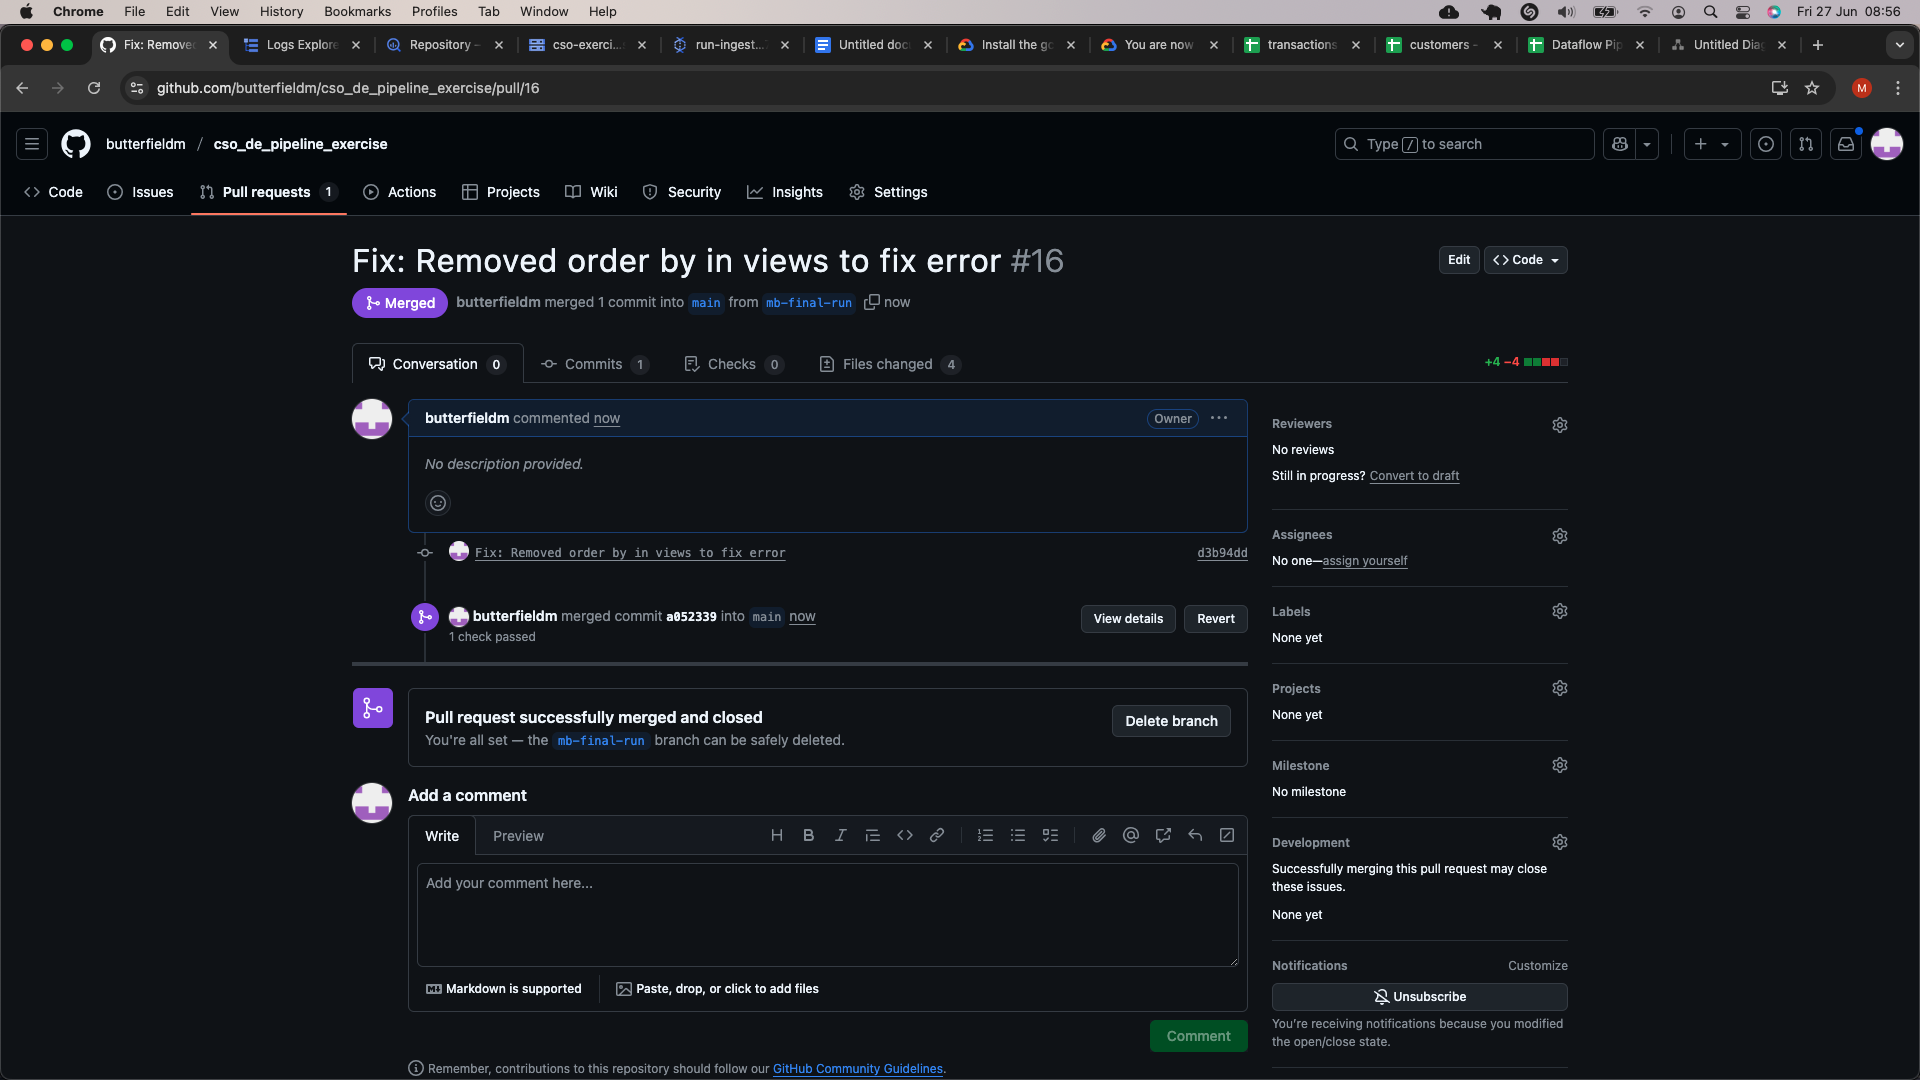 Chrome File Edit View History Bookmarks Profiles Tab Window Help Fri 27 Jun 08:56
Fix: Remove Logs Explore Repository – cso-exerci... run-ingest... Untitled doc Install the go You are now transactions customers - Dataflow Pip Untitled Diag
github.com/butterfieldm/cso_de_pipeline_exercise/pull/16 M
butterfieldm / cso_de_pipeline_exercise Type / to search
Code Issues Pull requests 1 Actions Projects Wiki Security Insights Settings
Fix: Removed order by in views to fix error #16
Edit Code
Merged butterfieldm merged 1 commit into main from mb-final-run now
Conversation 0 Commits 1 Checks 0 Files changed 4
+4 −4
butterfieldm commented now
Owner
No description provided.
Fix: Removed order by in views to fix error d3b94dd
butterfieldm merged commit a052339 into main now
1 check passed
View details Revert
Pull request successfully merged and closed
You're all set — the mb-final-run branch can be safely deleted.
Delete branch
Add a comment
Write Preview
H B I
Add your comment here...
Markdown is supported Paste, drop, or click to add files
Comment
Remember, contributions to this repository should follow our GitHub Community Guidelines.
Reviewers
No reviews
Still in progress? Convert to draft
Assignees
No one—assign yourself
Labels
None yet
Projects
None yet
Milestone
No milestone
Development
Successfully merging this pull request may close
these issues.
None yet
Notifications Customize
Unsubscribe
You're receiving notifications because you modified
the open/close state.